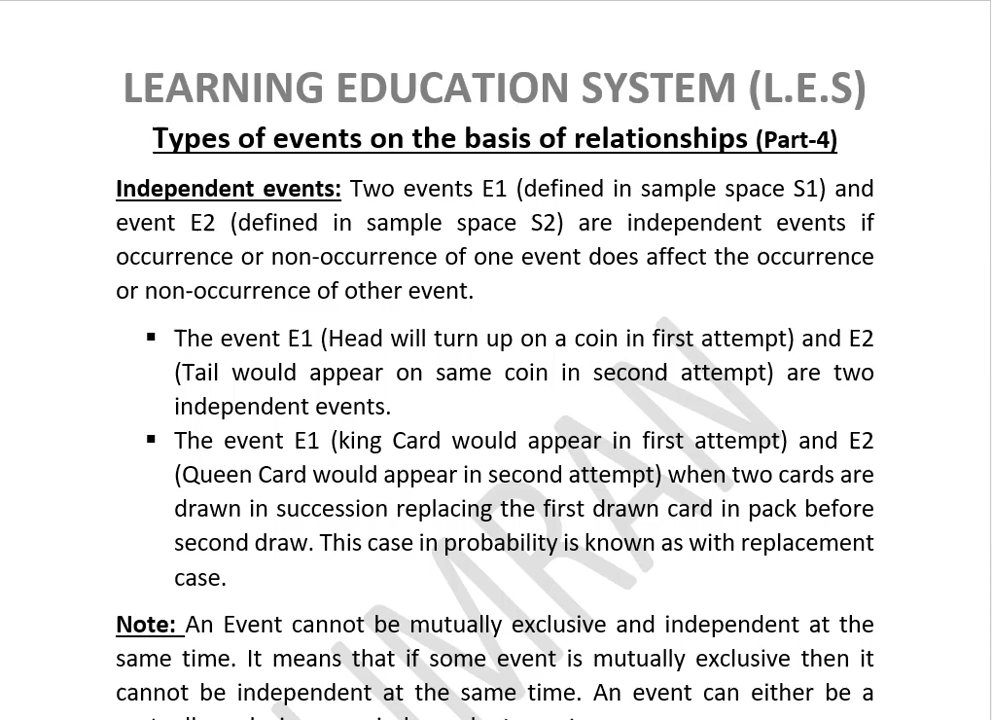 LEARNING EDUCATION SYSTEM (L.E.S)
Types of events on the basis of relationships (Part-4)
Independent events: Two events E1 (defined in sample space S1) and
event E2 (defined in sample space S2) are independent events if
occurrence or non-occurrence of one event does affect the occurrence
or non-occurrence of other event.
▪ The event E1 (Head will turn up on a coin in first attempt) and E2
(Tail would appear on same coin in second attempt) are two
independent events.
▪ The event E1 (king Card would appear in first attempt) and E2
(Queen Card would appear in second attempt) when two cards are
drawn in succession replacing the first drawn card in pack before
second draw. This case in probability is known as with replacement
case.
Note: An Event cannot be mutually exclusive and independent at the
same time. It means that if some event is mutually exclusive then it
cannot be independent at the same time. An event can either be a